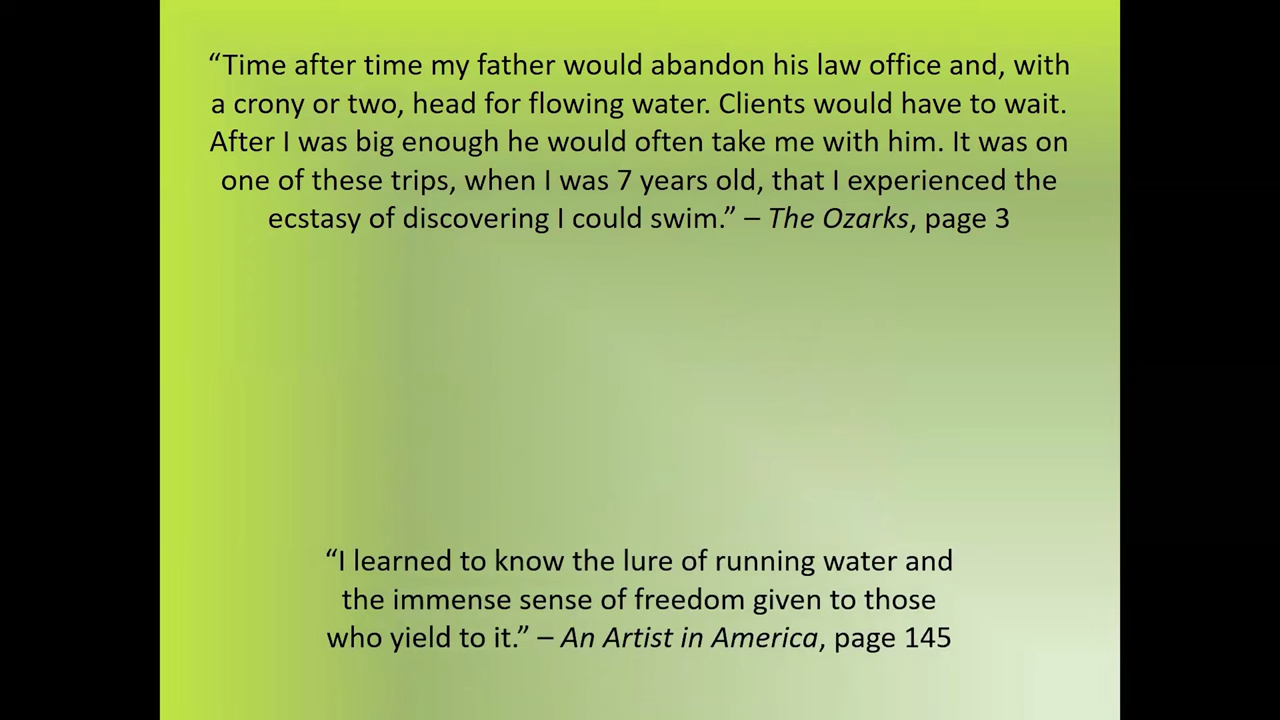 “Time after time my father would abandon his law office and, with
a crony or two, head for flowing water. Clients would have to wait.
After I was big enough he would often take me with him. It was on
one of these trips, when I was 7 years old, that I experienced the
ecstasy of discovering I could swim.” – The Ozarks, page 3
“I learned to know the lure of running water and
the immense sense of freedom given to those
who yield to it.” – An Artist in America, page 145